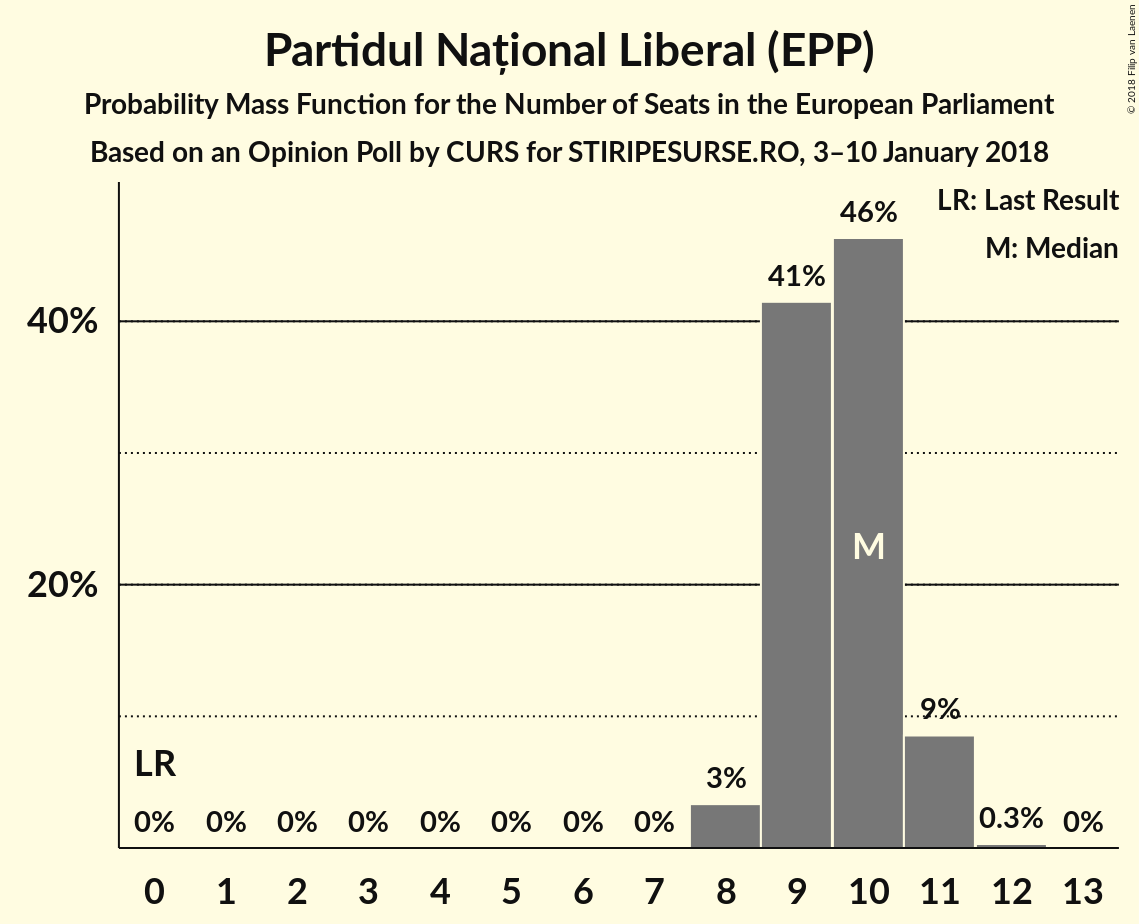 Partidul Național Liberal (EPP)
Probability Mass Function for the Number of Seats in the European Parliament
Based on an Opinion Poll by CURS for STIRIPESURSE.RO, 3–10 January 2018
© 2018 Filip van Laenen
LR: Last Result
M: Median
46%
41%
40%
M
20%
9%
LR
3%
0% 0% 0% 0% 0% 0% 0% 0% 0.3% 0%
0 1 2 3 4 5 6 7 8 9 10 11 12 13